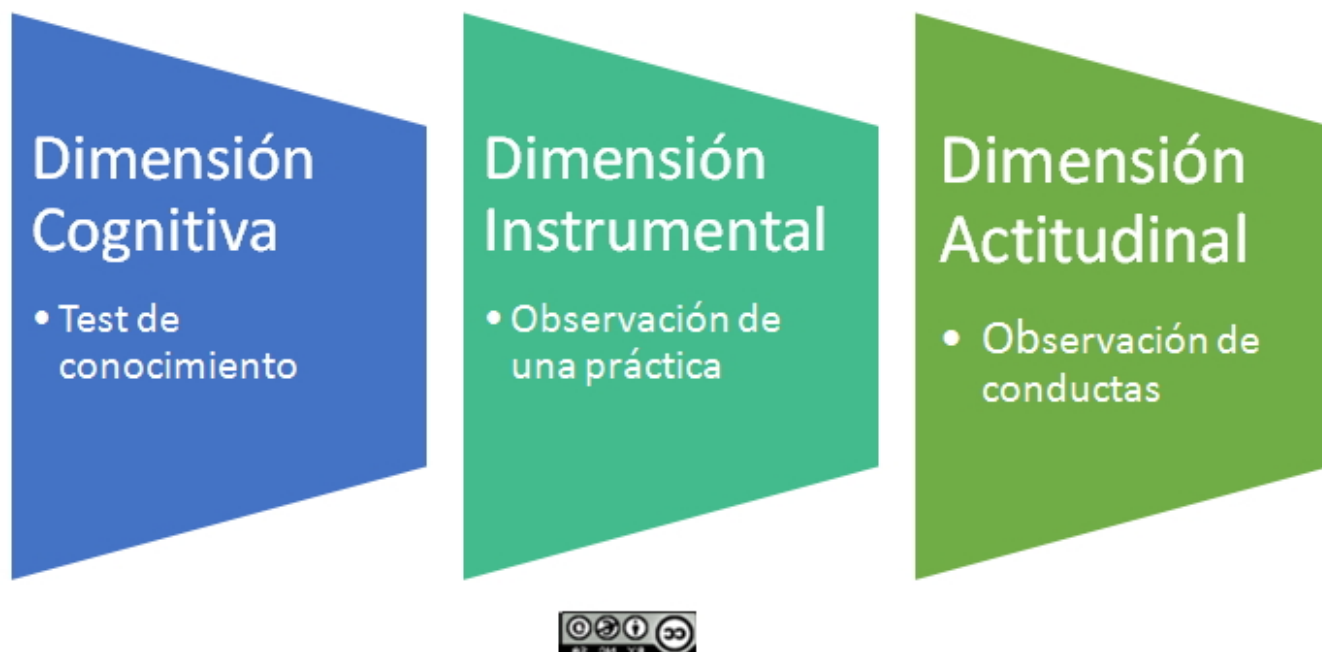 Dimensión
Cognitiva
• Test de
conocimiento
Dimensión
Instrumental
• Observación de
una práctica
Dimensión
Actitudinal
• Observación de
conductas